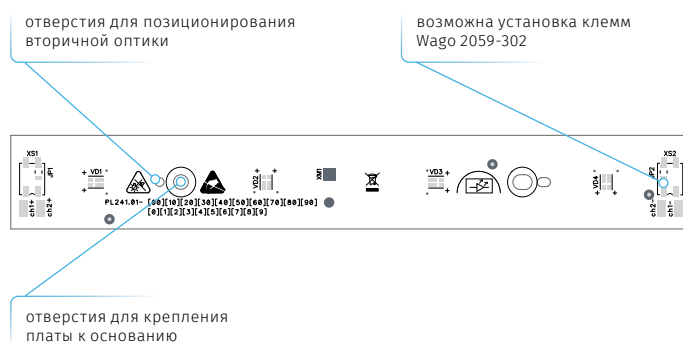 отверстия для позиционирования
вторичной оптики
возможна установка клемм
Wago 2059-302
XS1
JP1
VD1
VD2
XM1
VD3
VD4
JP2
XS2
ch1+
ch2+
PL241.01- [00][10][20][30][40][50][60][70][80][90]
[0][1][2][3][4][5][6][7][8][9]
ch2-
ch1-
отверстия для крепления
платы к основанию